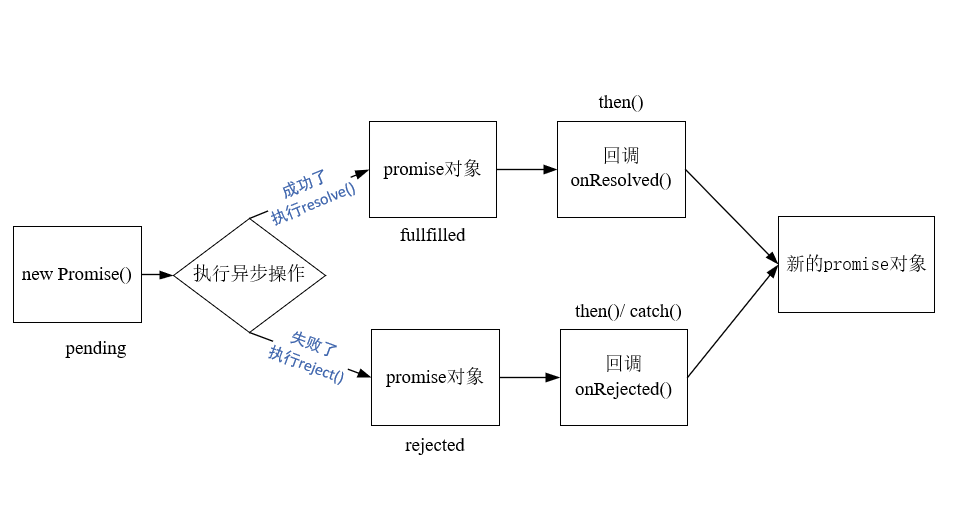 new Promise()
pending
执行异步操作
成功了
执行resolve()
promise对象
fullfilled
then()
回调
onResolved()
失败了
执行reject()
promise对象
rejected
then()/ catch()
回调
onRejected()
新的promise对象